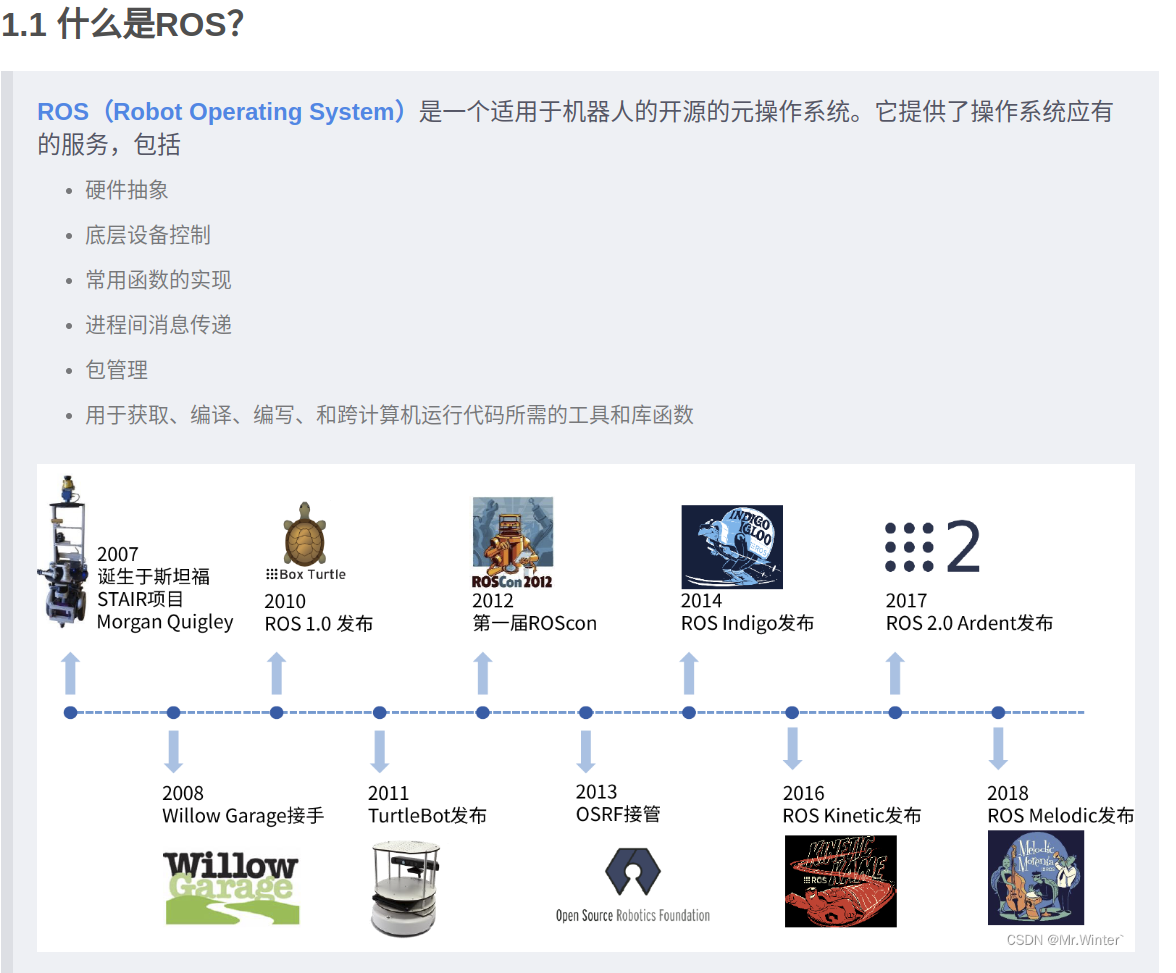 1.1 什么是ROS？
ROS（Robot Operating System）是一个适用于机器人的开源的元操作系统。它提供了操作系统应有
的服务，包括
硬件抽象
底层设备控制
常用函数的实现
进程间消息传递
包管理
用于获取、编译、编写、和跨计算机运行代码所需的工具和库函数
2007
诞生于斯坦福
STAIR项目
Morgan Quigley
Box Turtle
2010
ROS 1.0 发布
ROSCon 2012
2012
第一届ROScon
INDIGO
IGLOO
ROS
2014
ROS Indigo发布
2
2017
ROS 2.0 Ardent发布
2008
Willow Garage接手
Willow
Garage
2011
TurtleBot发布
2013
OSRF接管
Open Source Robotics Foundation
2016
ROS Kinetic发布
KINETIC
KAME
ROS
2018
ROS Melodic发布
Melodic
Morenia
CSDN @Mr.Winter`